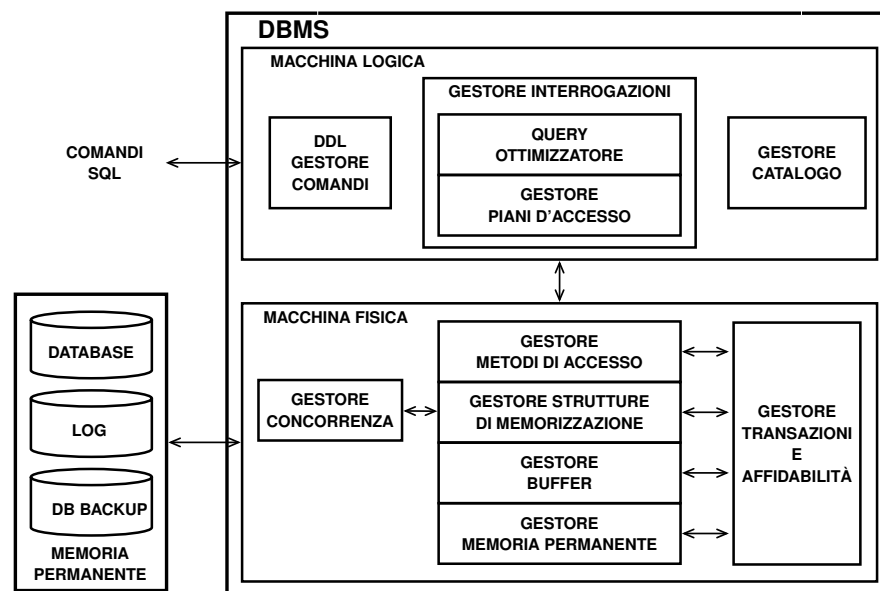 DBMS
MACCHINA LOGICA
GESTORE INTERROGAZIONI
DDL
GESTORE
COMANDI
QUERY
OTTIMIZZATORE
GESTORE
PIANI D'ACCESSO
GESTORE
CATALOGO
COMANDI
SQL
MACCHINA FISICA
GESTORE
METODI DI ACCESSO
GESTORE
CONCORRENZA
GESTORE STRUTTURE
DI MEMORIZZAZIONE
GESTORE
BUFFER
GESTORE
MEMORIA PERMANENTE
GESTORE
TRANSAZIONI
E
AFFIDABILITÀ
DATABASE
LOG
DB BACKUP
MEMORIA
PERMANENTE